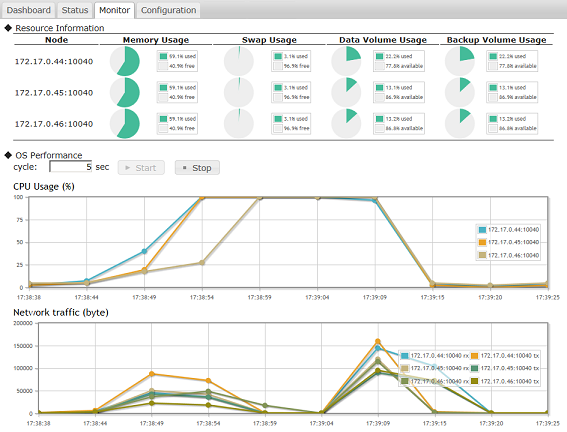 Dashboard Status Monitor Configuration
Resource Information
Node Memory Usage Swap Usage Data Volume Usage Backup Volume Usage
172.17.0.44:10040 59.1% used 3.1% used 22.2% used 22.2% used
40.9% free 96.9% free 77.8% available 77.8% available
172.17.0.45:10040 59.1% used 3.1% used 13.1% used 13.1% used
40.9% free 96.9% free 86.9% available 86.9% available
172.17.0.46:10040 59.1% used 3.1% used 13.2% used 13.2% used
40.9% free 96.9% free 86.8% available 86.8% available
OS Performance
cycle: 5 sec Start Stop
CPU Usage (%)
100
75
50
25
0
172.17.0.44:10040
172.17.0.45:10040
172.17.0.46:10040
17:38:38 17:38:44 17:38:49 17:38:54 17:38:59 17:39:04 17:39:09 17:39:15 17:39:20 17:39:25
Network traffic (byte)
200000
150000
100000
50000
0
172.17.0.44:10040 rx 172.17.0.44:10040 tx
172.17.0.45:10040 rx 172.17.0.45:10040 tx
172.17.0.46:10040 rx 172.17.0.46:10040 tx
17:38:38 17:38:44 17:38:49 17:38:54 17:38:59 17:39:04 17:39:09 17:39:15 17:39:20 17:39:25